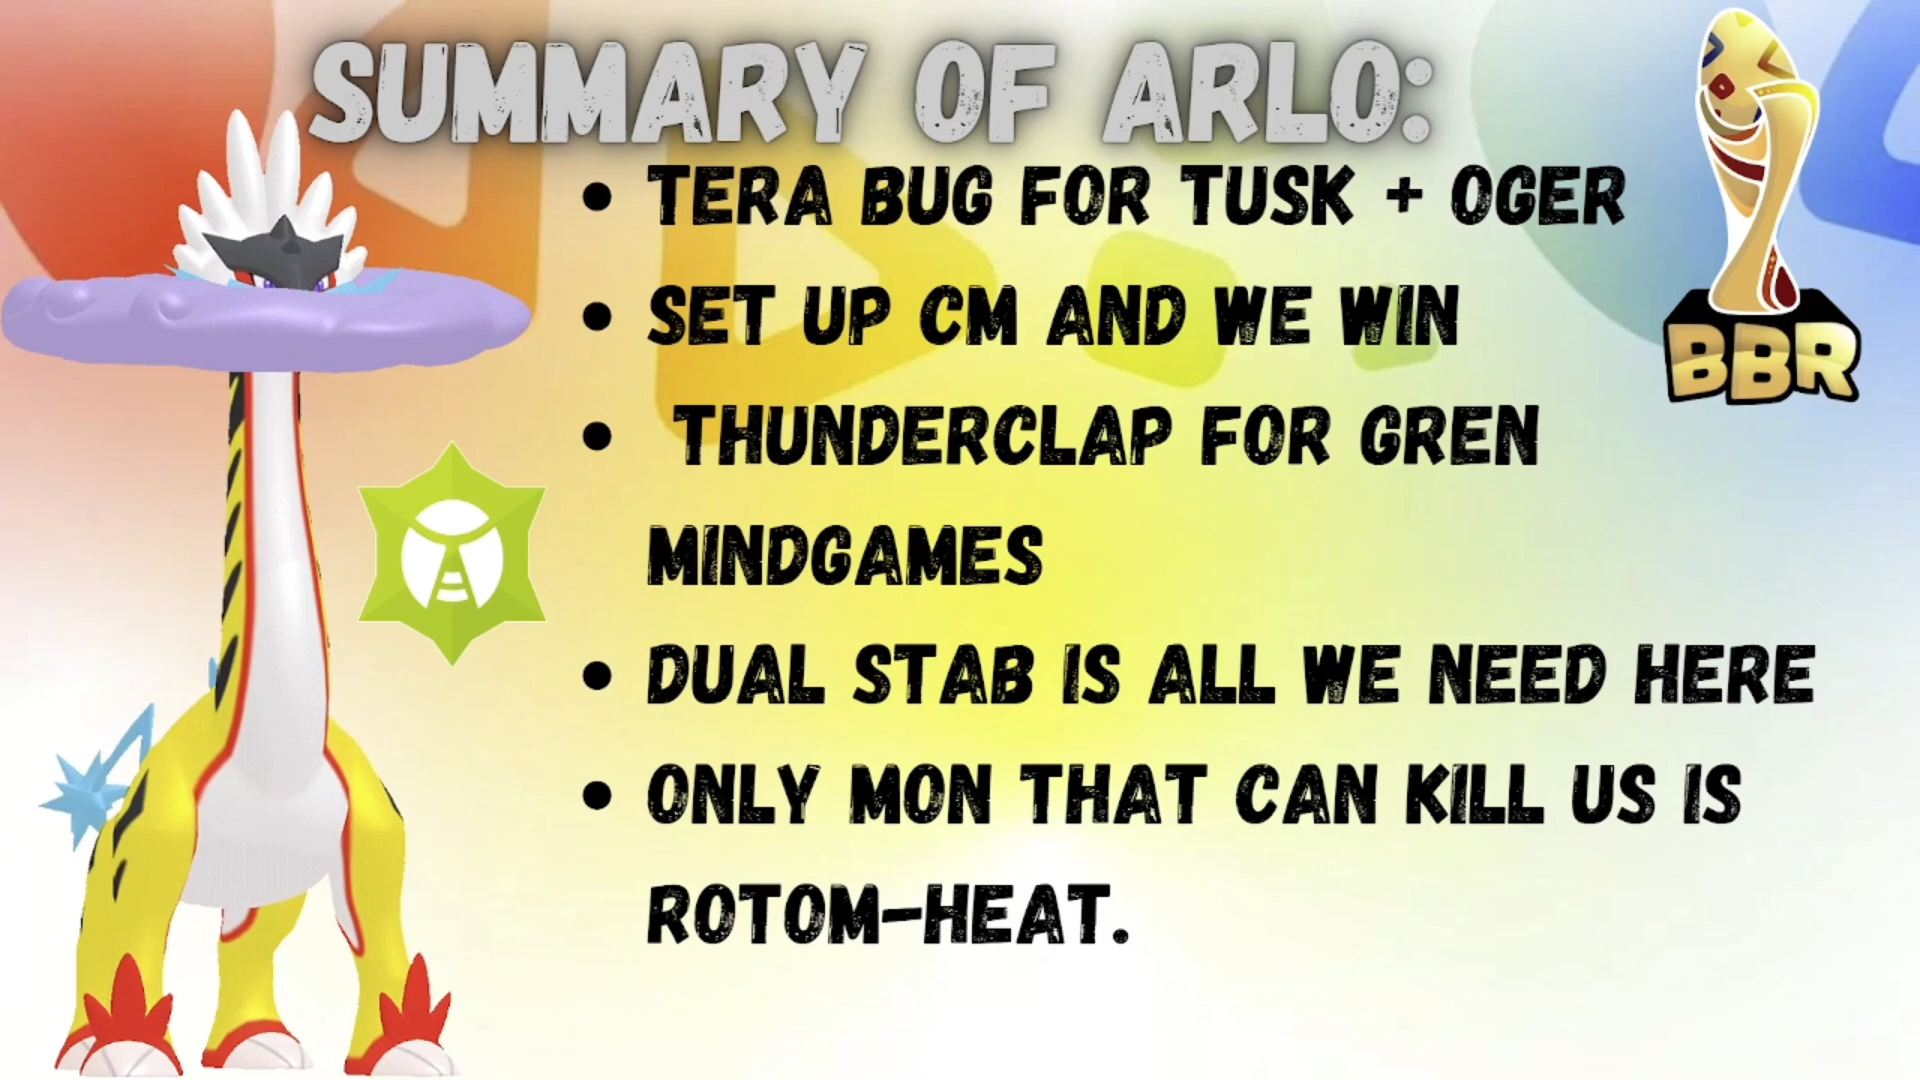 SUMMARY OF ARLO:
• TERA BUG FOR TUSK + OGER
• SET UP CM AND WE WIN
• THUNDERCLAP FOR GREN
MINDGAMES
• DUAL STAB IS ALL WE NEED HERE
• ONLY MON THAT CAN KILL US IS
ROTOM-HEAT.
BBR